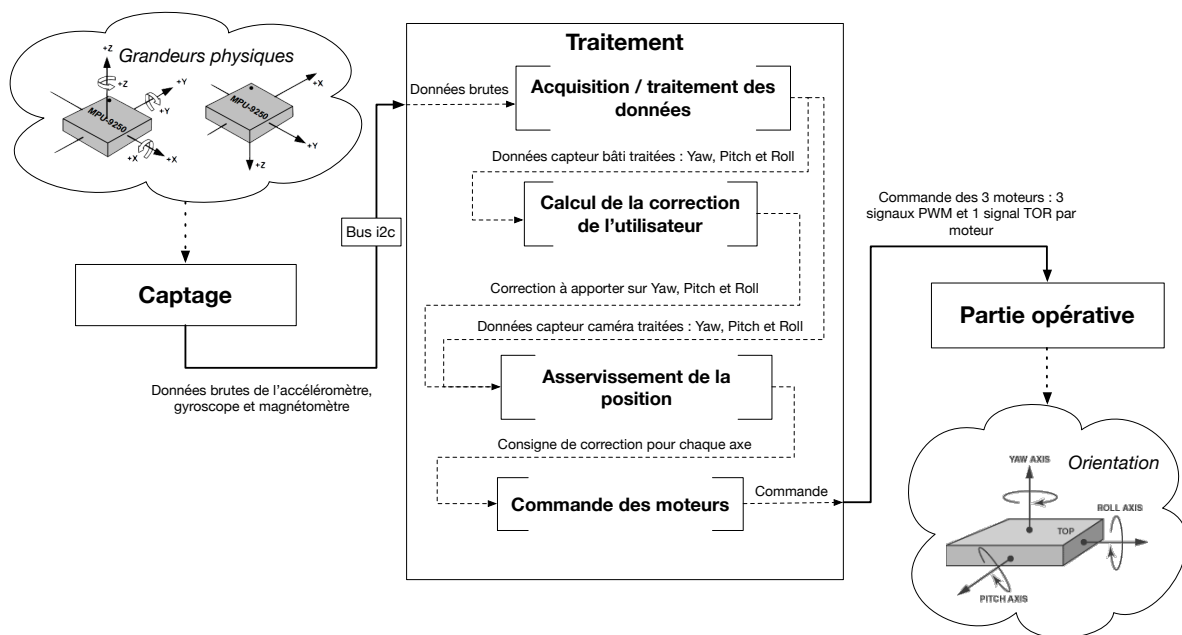 Grandeurs physiques
+Z
+Z
+Y
+Y
MPU-9250
+X
+X
+X
MPU-9250
+Y
+Z
Captage
Données brutes de l'accéléromètre,
gyroscope et magnétomètre
Bus i2c
Traitement
Données brutes
Acquisition / traitement des
données
Données capteur bâti traitées : Yaw, Pitch et Roll
Calcul de la correction
de l'utilisateur
Correction à apporter sur Yaw, Pitch et Roll
Données capteur caméra traitées : Yaw, Pitch et Roll
Asservissement de la
position
Consigne de correction pour chaque axe
Commande des moteurs
Commande
Commande des 3 moteurs : 3
signaux PWM et 1 signal TOR par
moteur
Partie opérative
Orientation
YAW AXIS
ROLL AXIS
TOP
PITCH AXIS